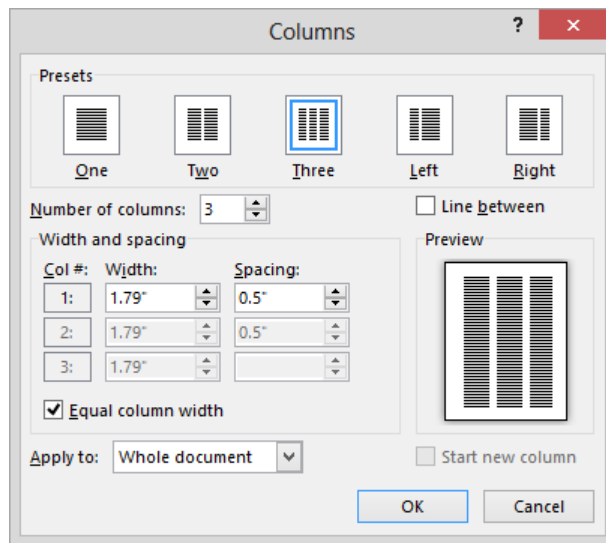 Columns ? ×
Presets
One Two Three Left Right
Number of columns: 3 Line between
Width and spacing Preview
Col #: Width: Spacing:
1: 1.79" 0.5"
2: 1.79" 0.5"
3: 1.79"
Equal column width
Apply to: Whole document Start new column
OK Cancel